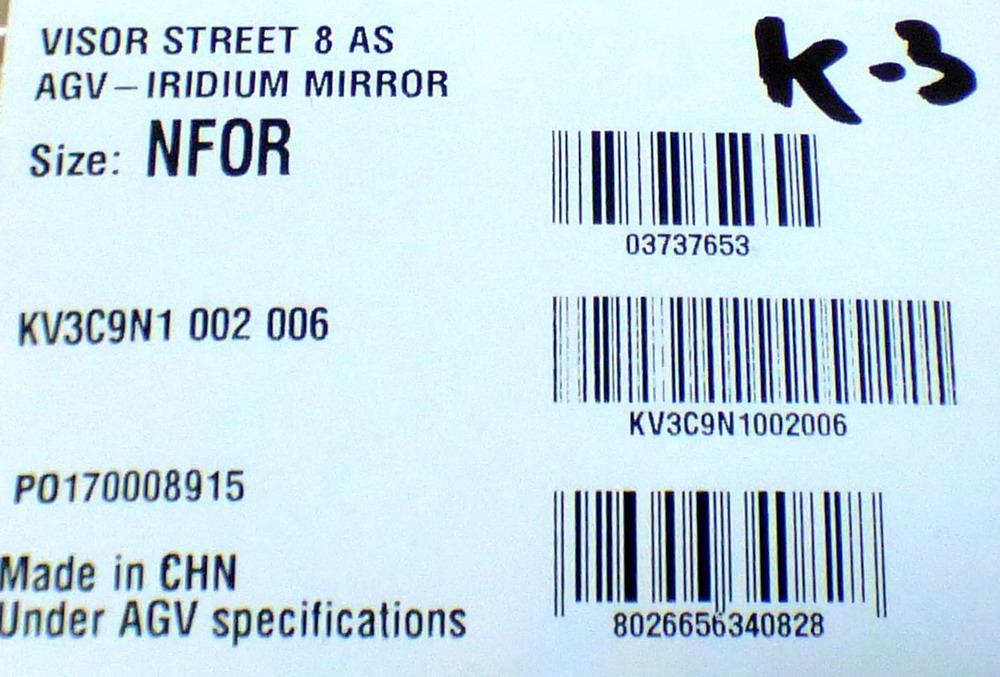 VISOR STREET 8 AS
AGV-IRIDIUM MIRROR
K-3
Size: NFOR
03737653
KV3C9N1 002 006
KV3C9N1002006
PO170008915
8026656340828
Made in CHN
Under AGV specifications